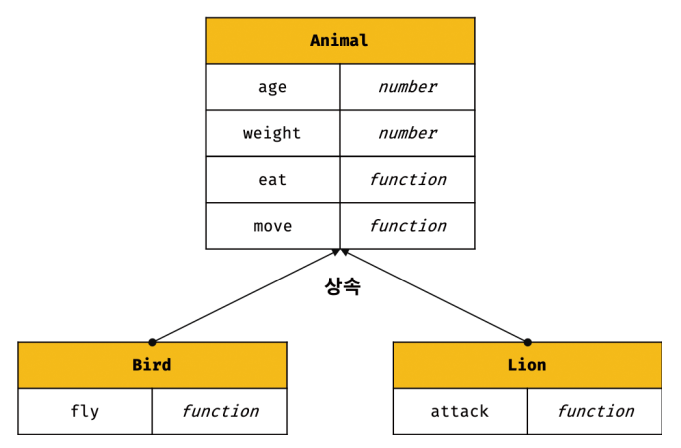 Animal
age number
weight number
eat function
move function
상속
Bird
fly function
Lion
attack function